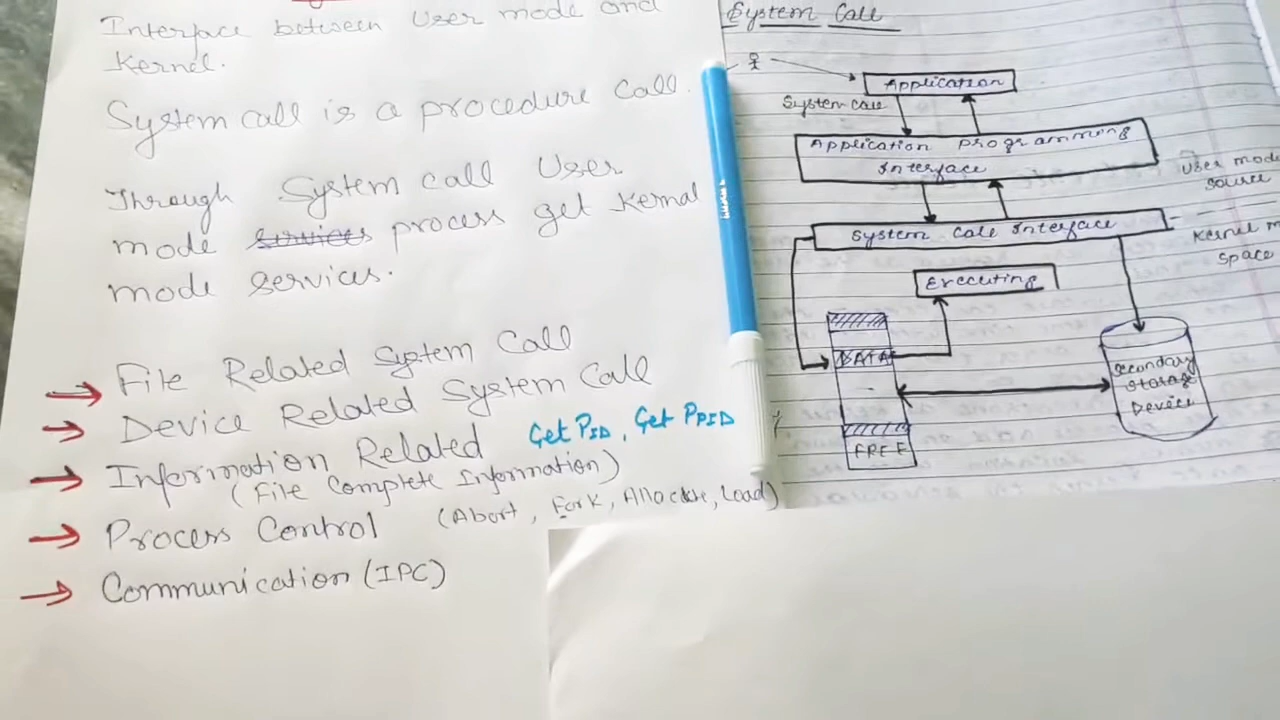 Interface between User mode and
Kernel.
System call is a procedure call.
Through System call User
mode services process get Kernal
mode services.
File Related System Call
Device Related System Call
Information Related Get PID, Get PPID
(File Complete Information)
Process Control (Abort, Fork, Allocate, Load)
Communication (IPC)
System Call
Application
System call
Application Programming
Interface
User mode
Source
System Call Interface
Kernel m
Space
Executing
DATA
Secondary
Storage
Device
FREE